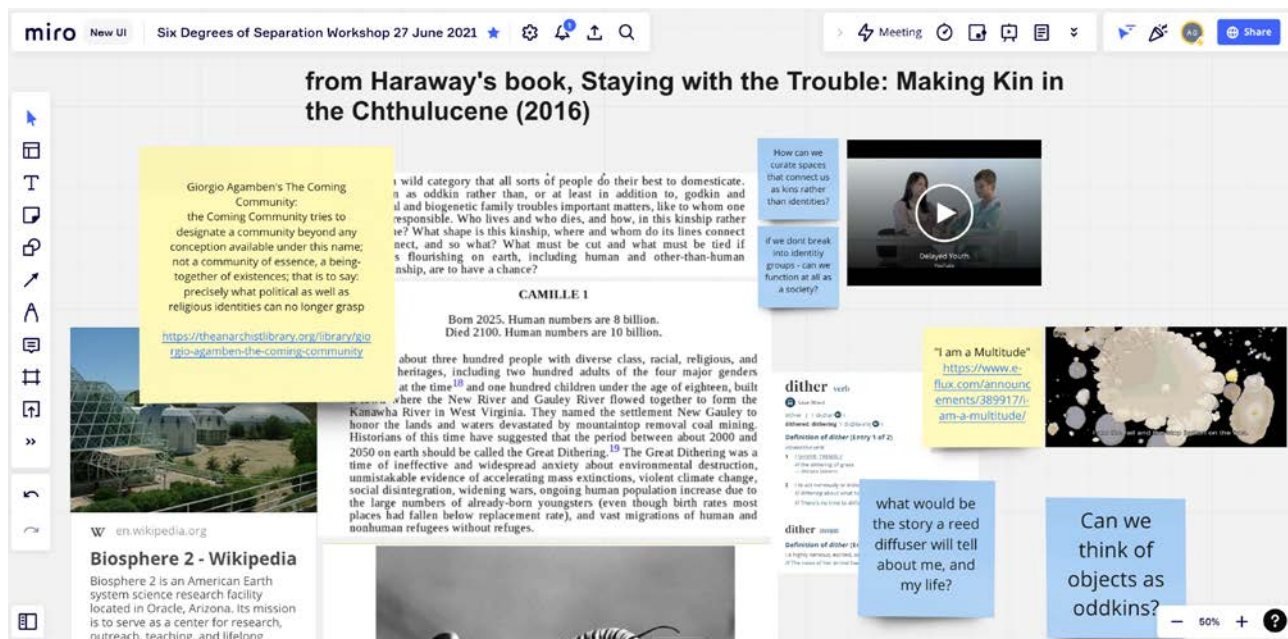 miro
New UI
Six Degrees of Separation Workshop 27 June 2021
1
Meeting
AG
Share
from Haraway's book, Staying with the Trouble: Making Kin in
the Chthulucene (2016)
Giorgio Agamben's The Coming
Community:
the Coming Community tries to
designate a community beyond any
conception available under this name;
not a community of essence, a being-
together of existences; that is to say:
precisely what political as well as
religious identities can no longer grasp
https://theanarchistlibrary.org/library/gio
rgio-agamben-the-coming-community
wild category that all sorts of people do their best to domesticate.
as oddkin rather than, or at least in addition to, godkin and
and biogenetic family troubles important matters, like to whom one
responsible. Who lives and who dies, and how, in this kinship rather
What shape is this kinship, where and whom do its lines connect
and so what? What must be cut and what must be tied if
flourishing on earth, including human and other-than-human
are to have a chance?
CAMILLE 1
Born 2025. Human numbers are 8 billion.
Died 2100. Human numbers are 10 billion.
about three hundred people with diverse class, racial, religious, and
heritages, including two hundred adults of the four major genders
at the time18 and one hundred children under the age of eighteen, built
where the New River and Gauley River flowed together to form the
Kanawha River in West Virginia. They named the settlement New Gauley to
honor the lands and waters devastated by mountaintop removal coal mining.
Historians of this time have suggested that the period between about 2000 and
2050 on earth should be called the Great Dithering.19 The Great Dithering was a
time of ineffective and widespread anxiety about environmental destruction,
unmistakable evidence of accelerating mass extinctions, violent climate change,
social disintegration, widening wars, ongoing human population increase due to
the large numbers of already-born youngsters (even though birth rates most
places had fallen below replacement rate), and vast migrations of human and
nonhuman refugees without refuges.
How can we
curate spaces
that connect us
as kins rather
than identities?
if we dont break
into identitiy
groups - can we
function at all as
a society?
Delayed Youth
YouTube
"I am a Multitude"
https://www.e-
flux.com/announc
ements/389917/i-
am-a-multitude/
dither verb
Save Word
dithered; dithering
Definition of dither (Entry 1 of 2)
dither noun
Definition of dither
what would be
the story a reed
diffuser will tell
about me, and
my life?
Can we
think of
objects as
oddkins?
W en.wikipedia.org
Biosphere 2 - Wikipedia
Biosphere 2 is an American Earth
system science research facility
located in Oracle, Arizona. Its mission
is to serve as a center for research,
outreach, teaching, and lifelong
50%